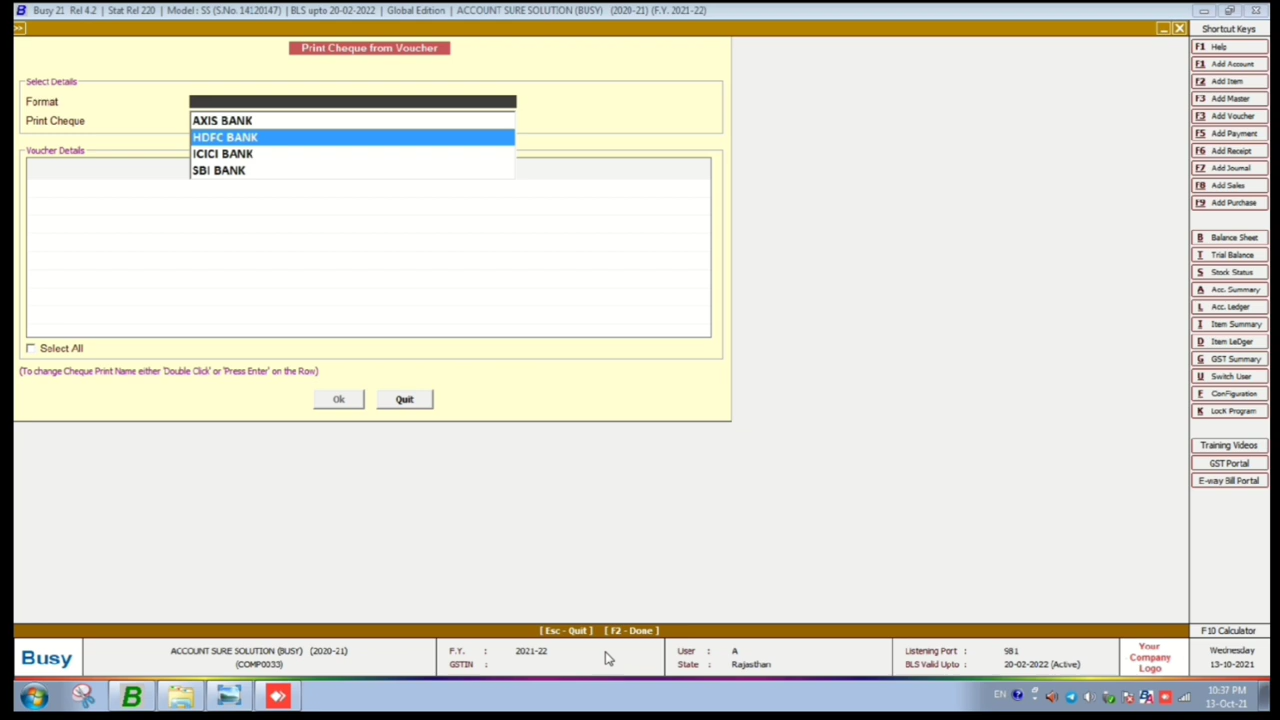 Busy 21 Rel 4.2 | Stat Rel 220 | Model : SS (S.No. 14120147) | BLS upto 20-02-2022 | Global Edition | ACCOUNT SURE SOLUTION (BUSY) (2020-21) (F.Y. 2021-22)
>>
Print Cheque from Voucher
Select Details
Format
Print Cheque
AXIS BANK
HDFC BANK
ICICI BANK
SBI BANK
Voucher Details
Select All
(To change Cheque Print Name either 'Double Click' or 'Press Enter' on the Row)
Ok
Quit
Shortcut Keys
F1 Help
F1 Add Account
F2 Add Item
F3 Add Master
F3 Add Voucher
F5 Add Payment
F6 Add Receipt
F7 Add Journal
F8 Add Sales
F9 Add Purchase
B Balance Sheet
T Trial Balance
S Stock Status
A Acc. Summary
L Acc. Ledger
I Item Summary
D Item LeDger
G GST Summary
U Switch User
F ConFiguration
K LocK Program
Training Videos
GST Portal
E-way Bill Portal
[ Esc - Quit ] [ F2 - Done ]
F10 Calculator
Busy
ACCOUNT SURE SOLUTION (BUSY) (2020-21)
(COMP0033)
F.Y. : 2021-22
GSTIN :
User : A
State : Rajasthan
Listening Port : 981
BLS Valid Upto : 20-02-2022 (Active)
Your
Company
Logo
Wednesday
13-10-2021
EN
10:37 PM
13-Oct-21